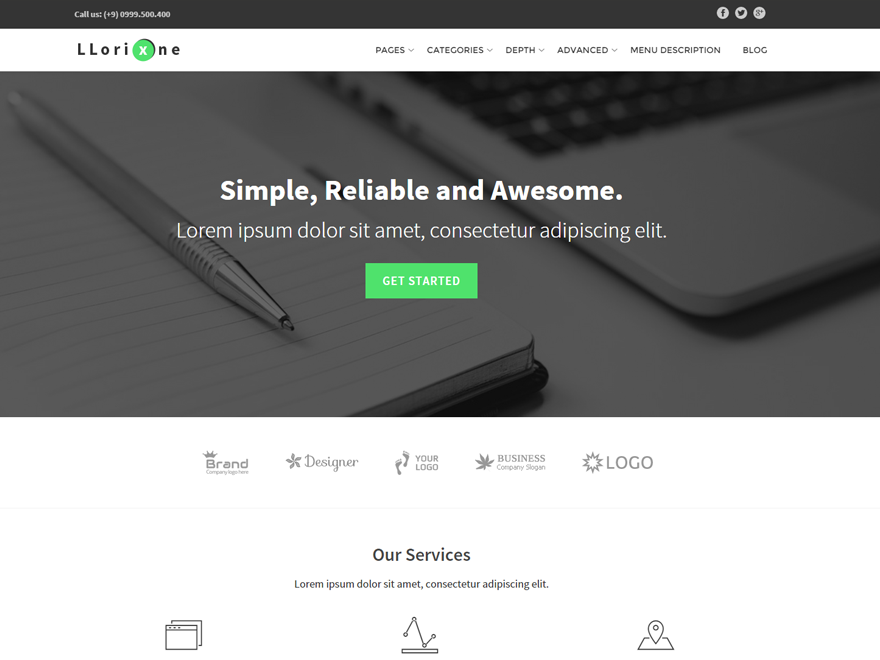 Call us: (+9) 0999.500.400
LLorixone
PAGES CATEGORIES DEPTH ADVANCED MENU DESCRIPTION BLOG
Simple, Reliable and Awesome.
Lorem ipsum dolor sit amet, consectetur adipiscing elit.
GET STARTED
Brand
Company logo here
Designer
YOUR
LOGO
BUSINESS
Company Slogan
LOGO
Our Services
Lorem ipsum dolor sit amet, consectetur adipiscing elit.